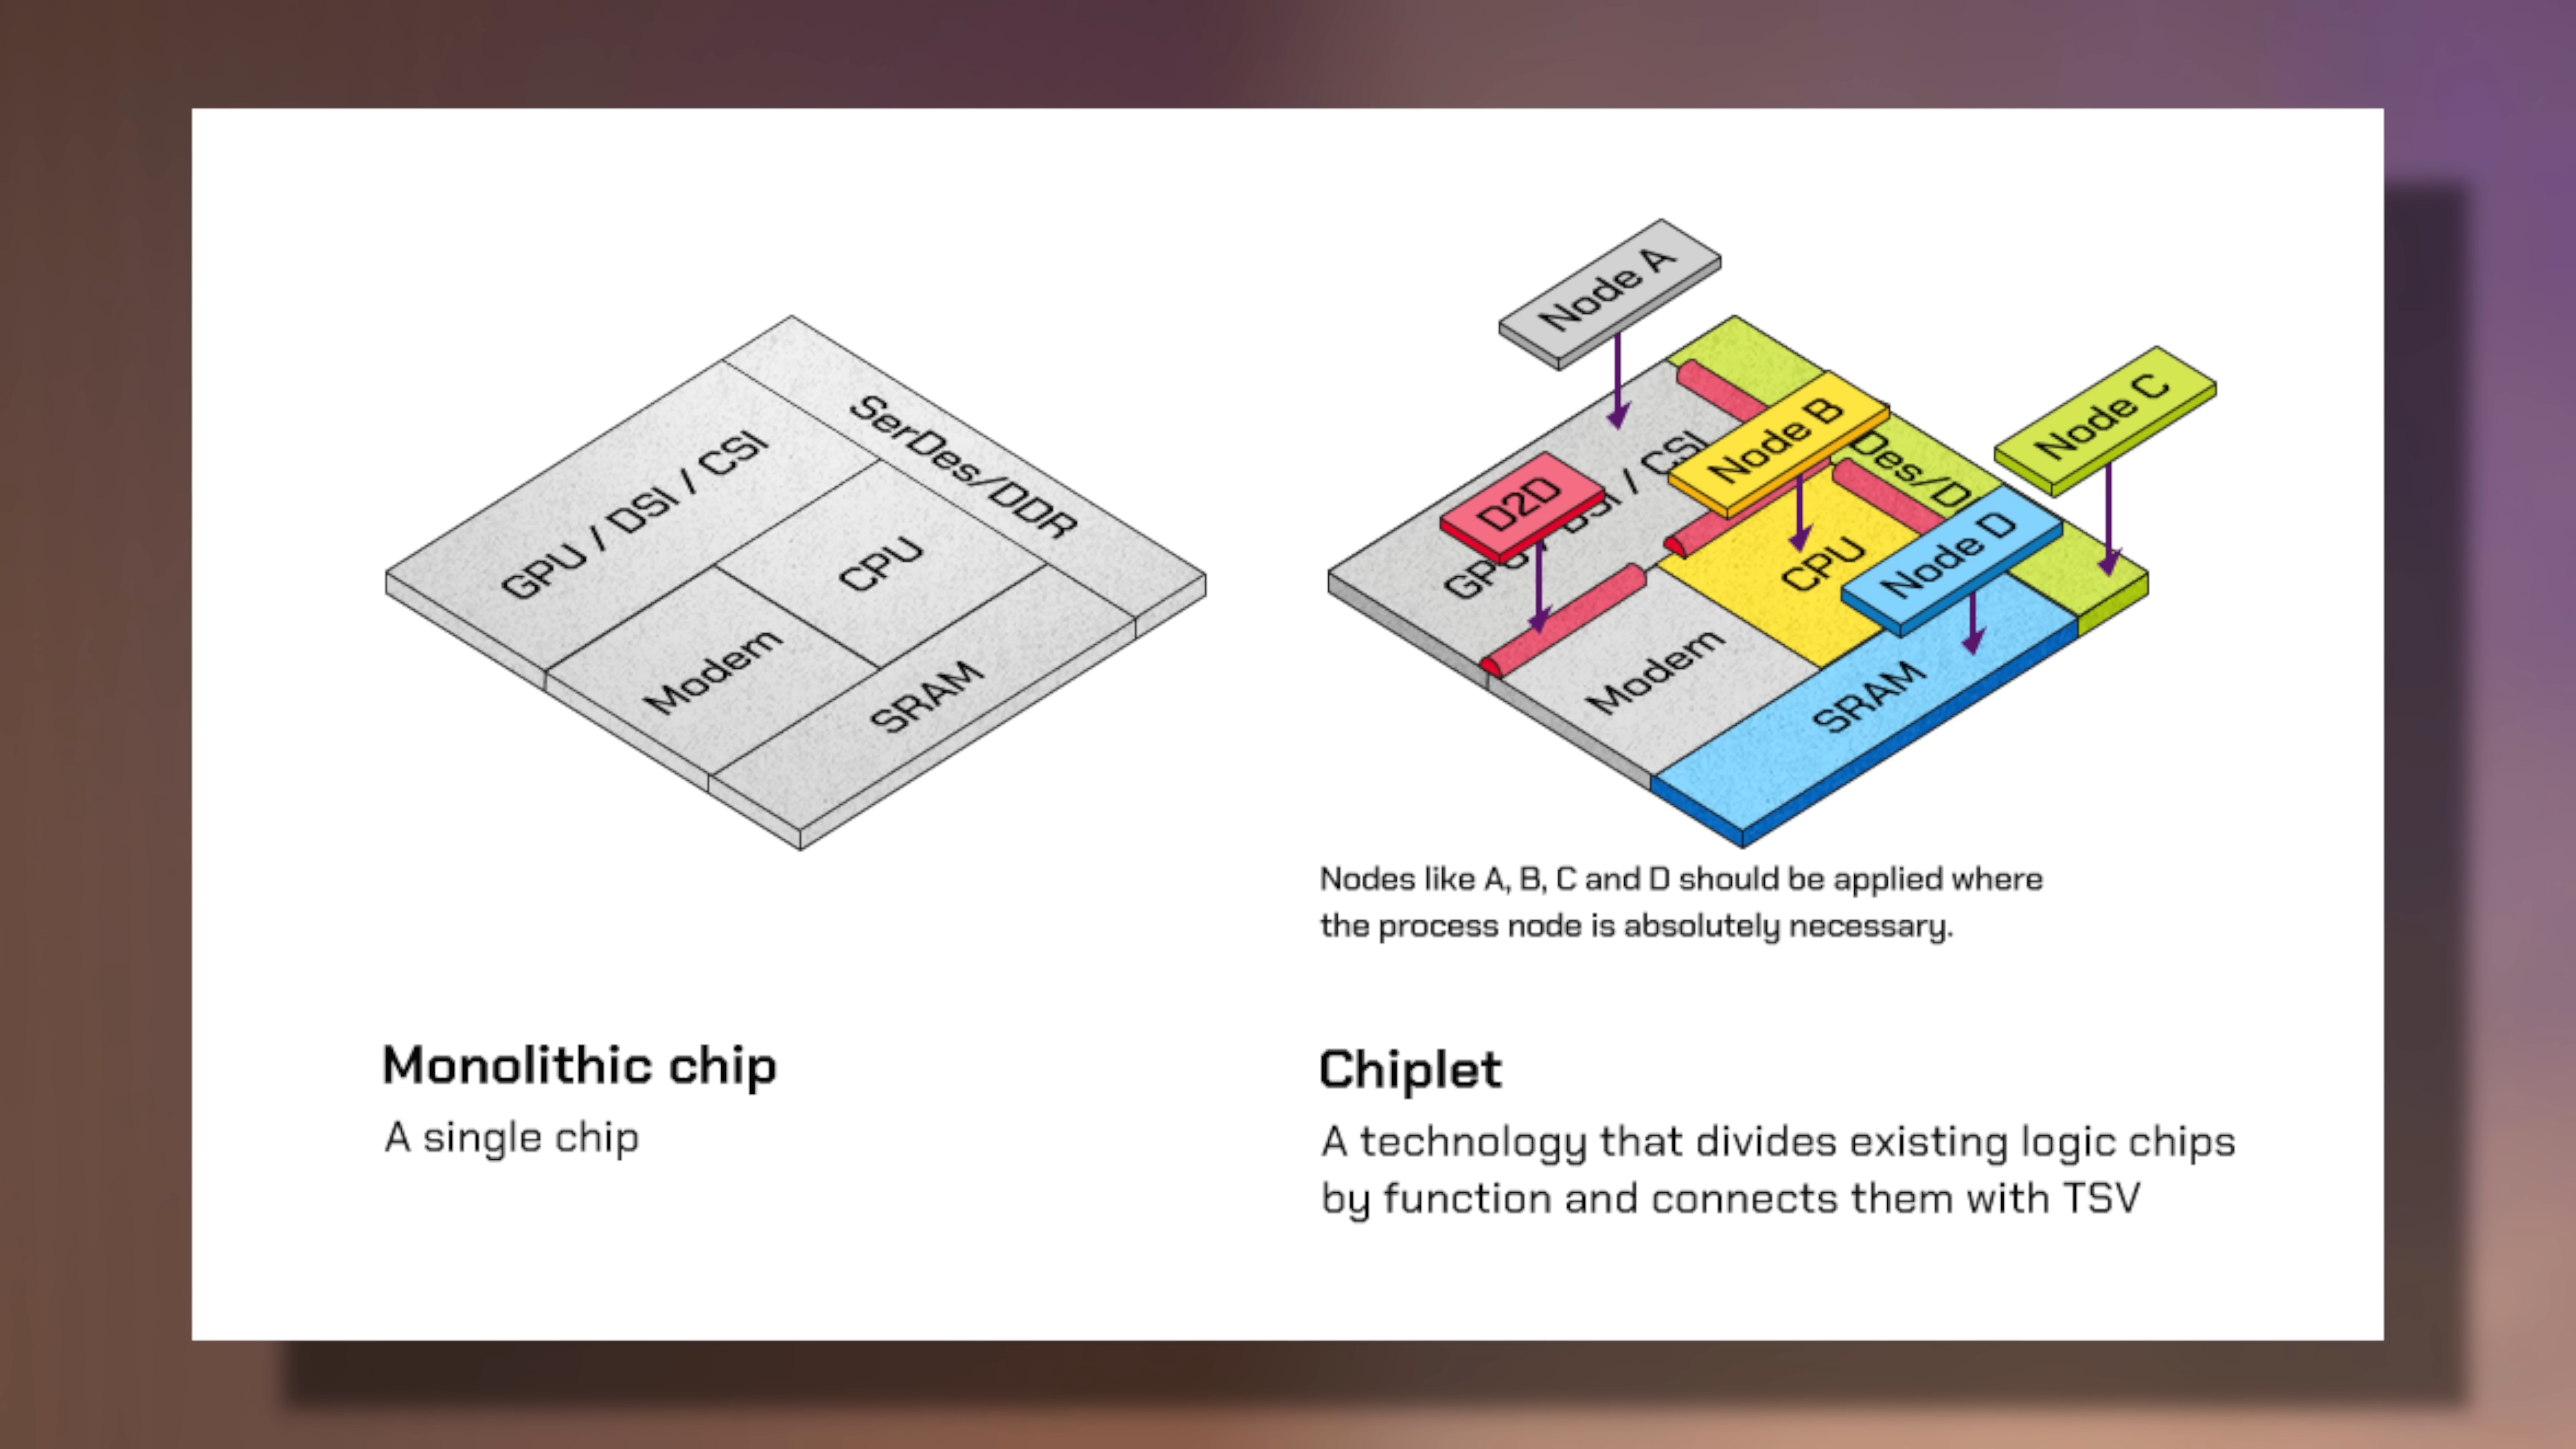 GPU / DSI / CSI
SerDes/DDR
CPU
Modem
SRAM
Monolithic chip
A single chip
Node A
Node B
Node C
D2D
Node D
/ CSI
Des/D
CPU
Modem
SRAM
Nodes like A, B, C and D should be applied where
the process node is absolutely necessary.
Chiplet
A technology that divides existing logic chips
by function and connects them with TSV